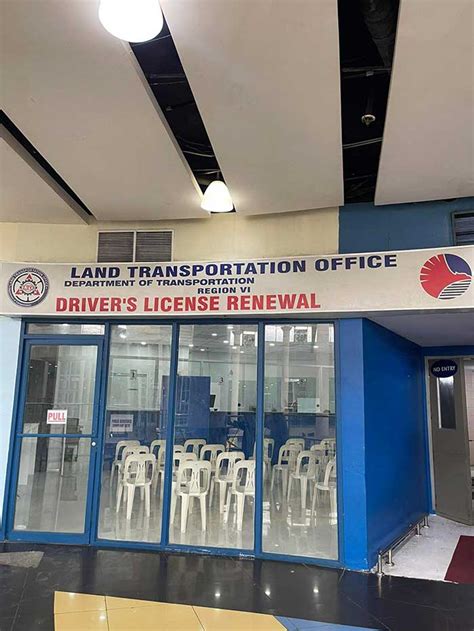 LAND TRANSPORTATION OFFICE
DEPARTMENT OF TRANSPORTATION
REGION VI
DRIVER'S LICENSE RENEWAL
NO ENTRY
PULL